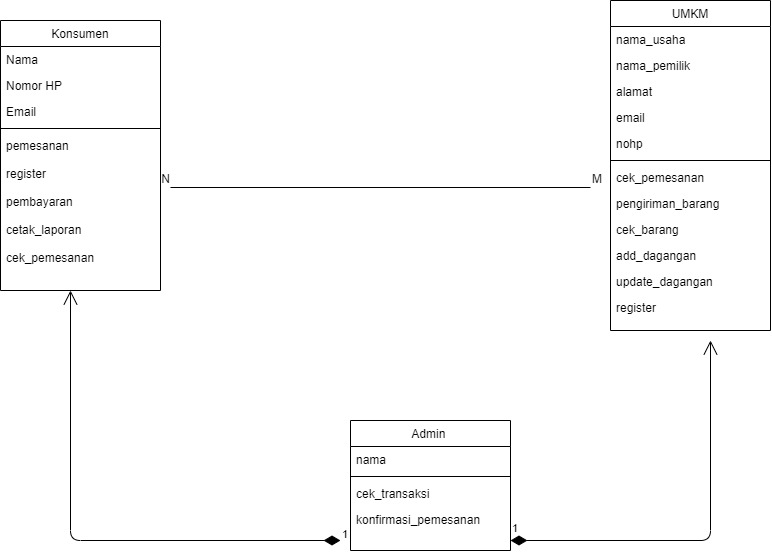 Konsumen
Nama
Nomor HP
Email
pemesanan
register
pembayaran
cetak_laporan
cek_pemesanan
N
M
UMKM
nama_usaha
nama_pemilik
alamat
email
nohp
cek_pemesanan
pengiriman_barang
cek_barang
add_dagangan
update_dagangan
register
Admin
nama
cek_transaksi
konfirmasi_pemesanan
1
1